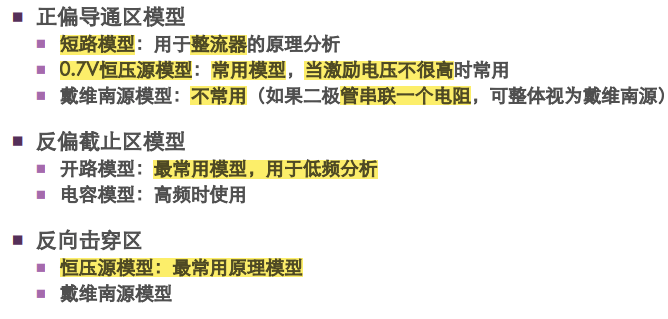 正偏导通区模型
短路模型：用于整流器的原理分析
0.7V恒压源模型：常用模型，当激励电压不很高时常用
戴维南源模型：不常用（如果二极管串联一个电阻，可整体视为戴维南源）
反偏截止区模型
开路模型：最常用模型，用于低频分析
电容模型：高频时使用
反向击穿区
恒压源模型：最常用原理模型
戴维南源模型